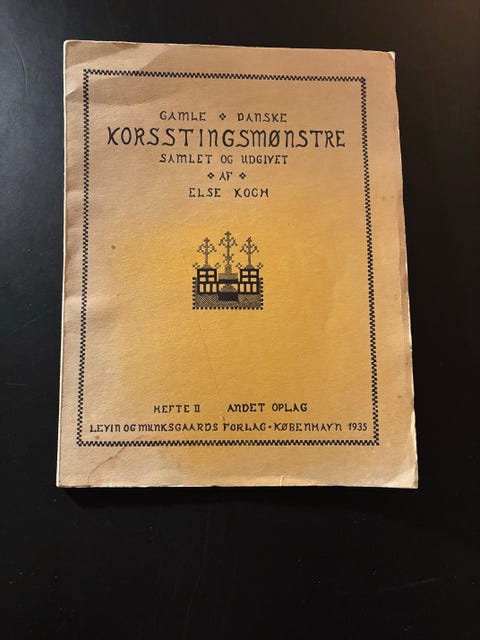 GAMLE ❖ DANSKE
KORSSTINGSMØNSTRE
SAMLET OG UDGIVET
❖ AF ❖
ELSE KOCH
HEFTE II ANDET OPLAG
LEVIN OG MUNKSGAARDS FORLAG - KØBENHAVN 1935